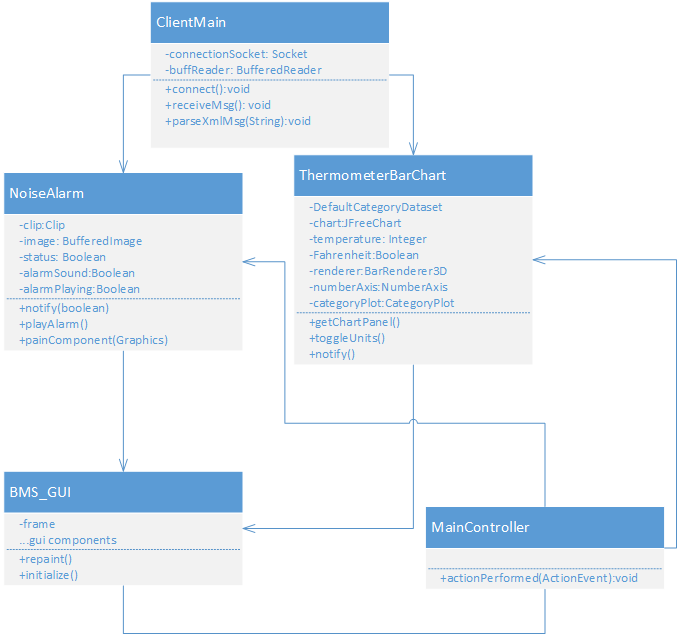 ClientMain
-connectionSocket: Socket
-buffReader: BufferedReader
+connect():void
+receiveMsg(): void
+parseXmlMsg(String):void
NoiseAlarm
-clip:Clip
-image: BufferedImage
-status: Boolean
-alarmSound:Boolean
-alarmPlaying:Boolean
+notify(boolean)
+playAlarm()
+painComponent(Graphics)
ThermometerBarChart
-DefaultCategoryDataset
-chart:JFreeChart
-temperature: Integer
-Fahrenheit:Boolean
-renderer:BarRenderer3D
-numberAxis:NumberAxis
-categoryPlot:CategoryPlot
+getChartPanel()
+toggleUnits()
+notify()
BMS_GUI
-frame
...gui components
+repaint()
+initialize()
MainController
+actionPerformed(ActionEvent):void